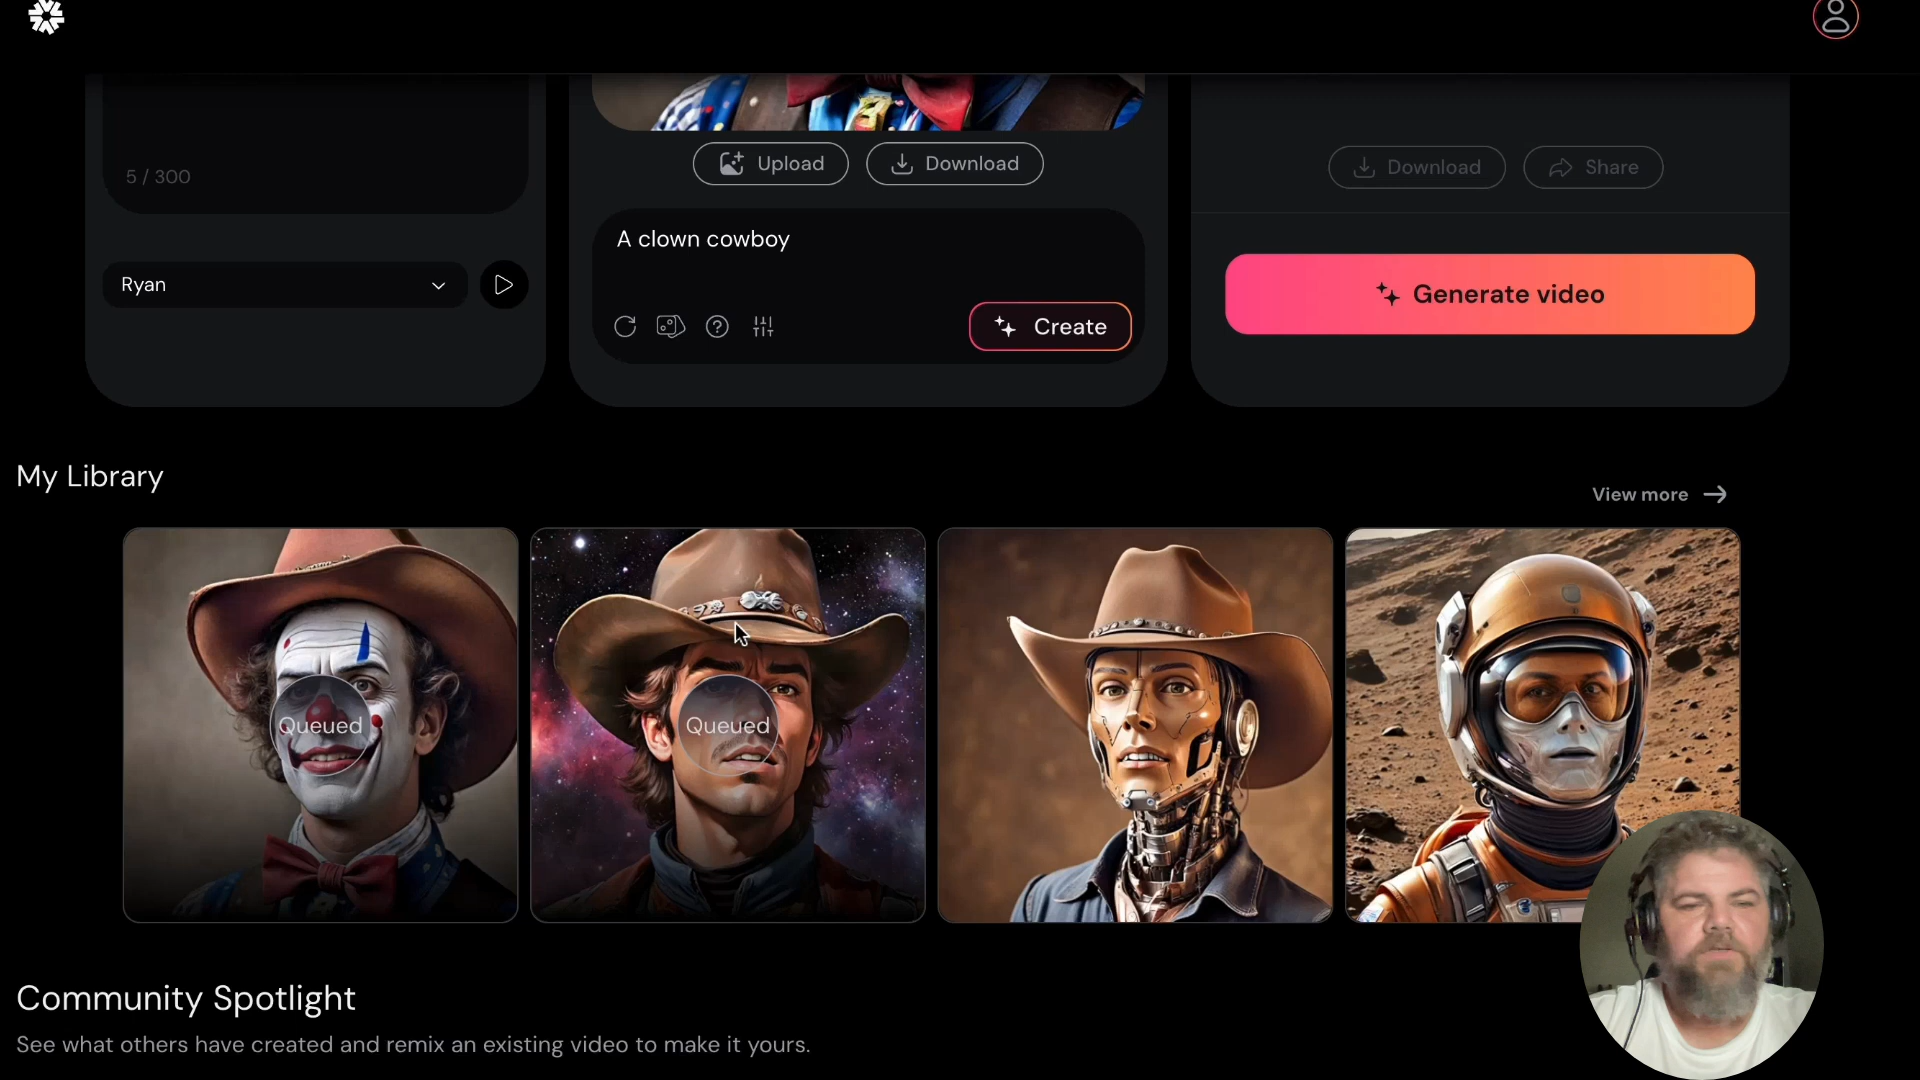 5 / 300
Ryan
Upload
Download
A clown cowboy
Create
Download
Share
Generate video
My Library
View more
Queued
Queued
Community Spotlight
See what others have created and remix an existing video to make it yours.